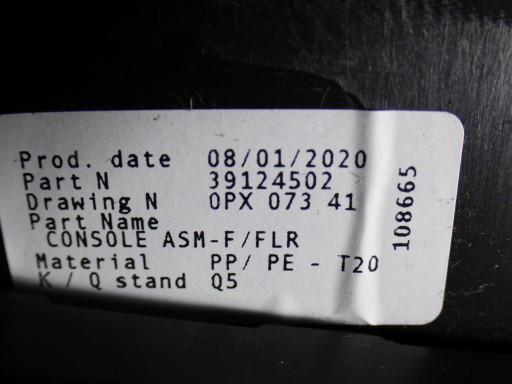 Prod. date 08/01/2020
Part N 39124502
Drawing N 0PX 073 41
Part Name
CONSOLE ASM-F/FLR
Material PP/ PE - T20
K / Q stand Q5
108665